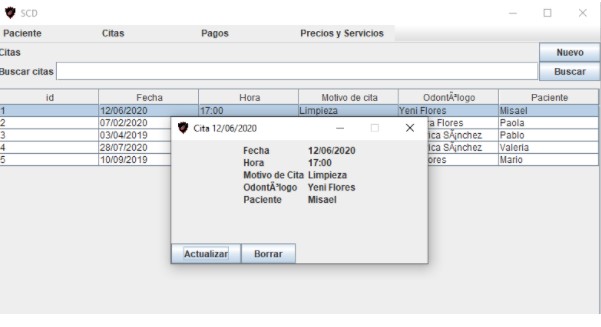 SCD
Paciente Citas Pagos Precios y Servicios
Citas Nuevo
Buscar citas Buscar
id Fecha Hora Motivo de cita OdontÃ³logo Paciente
1 12/06/2020 17:00 Limpieza Yeni Flores Misael
2 07/02/2020 a Flores Paola
3 03/04/2019 ica SÃ¡nchez Pablo
4 28/07/2020 ica SÃ¡nchez Valeria
5 10/09/2019 ores Mario
Cita 12/06/2020
Fecha 12/06/2020
Hora 17:00
Motivo de Cita Limpieza
OdontÃ³logo Yeni Flores
Paciente Misael
Actualizar Borrar